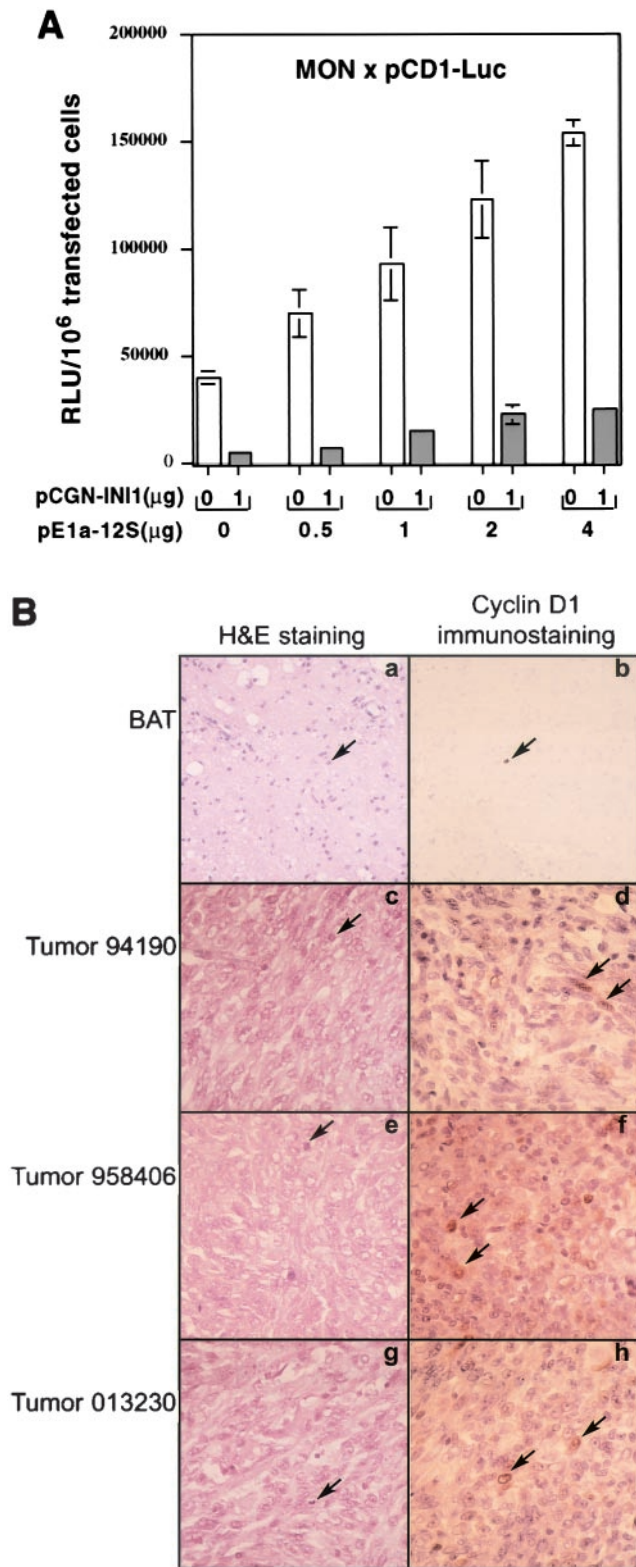 A
200000
MON x pCD1-Luc
150000
100000
50000
0
RLU/10⁶ transfected cells
pCGN-INI1(μg) 0 1 0 1 0 1 0 1 0 1
pE1a-12S(μg) 0 0.5 1 2 4
B
H&E staining
Cyclin D1
immunostaining
BAT
a
b
Tumor 94190
c
d
Tumor 958406
e
f
Tumor 013230
g
h